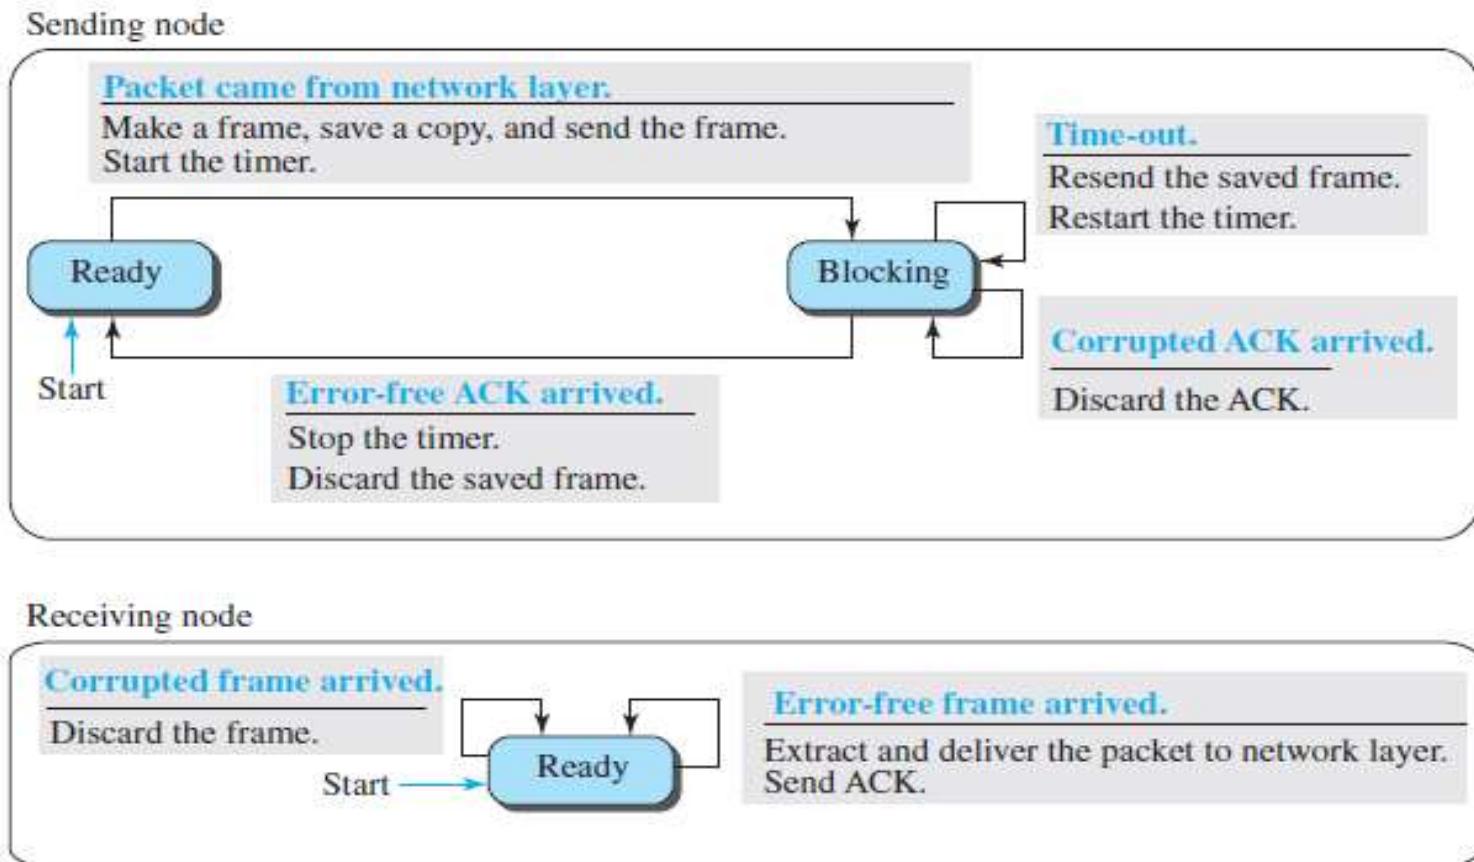 Sending node
Packet came from network layer.
Make a frame, save a copy, and send the frame.
Start the timer.
Time-out.
Resend the saved frame.
Restart the timer.
Ready
Blocking
Start
Corrupted ACK arrived.
Discard the ACK.
Error-free ACK arrived.
Stop the timer.
Discard the saved frame.
Receiving node
Corrupted frame arrived.
Discard the frame.
Start
Ready
Error-free frame arrived.
Extract and deliver the packet to network layer.
Send ACK.